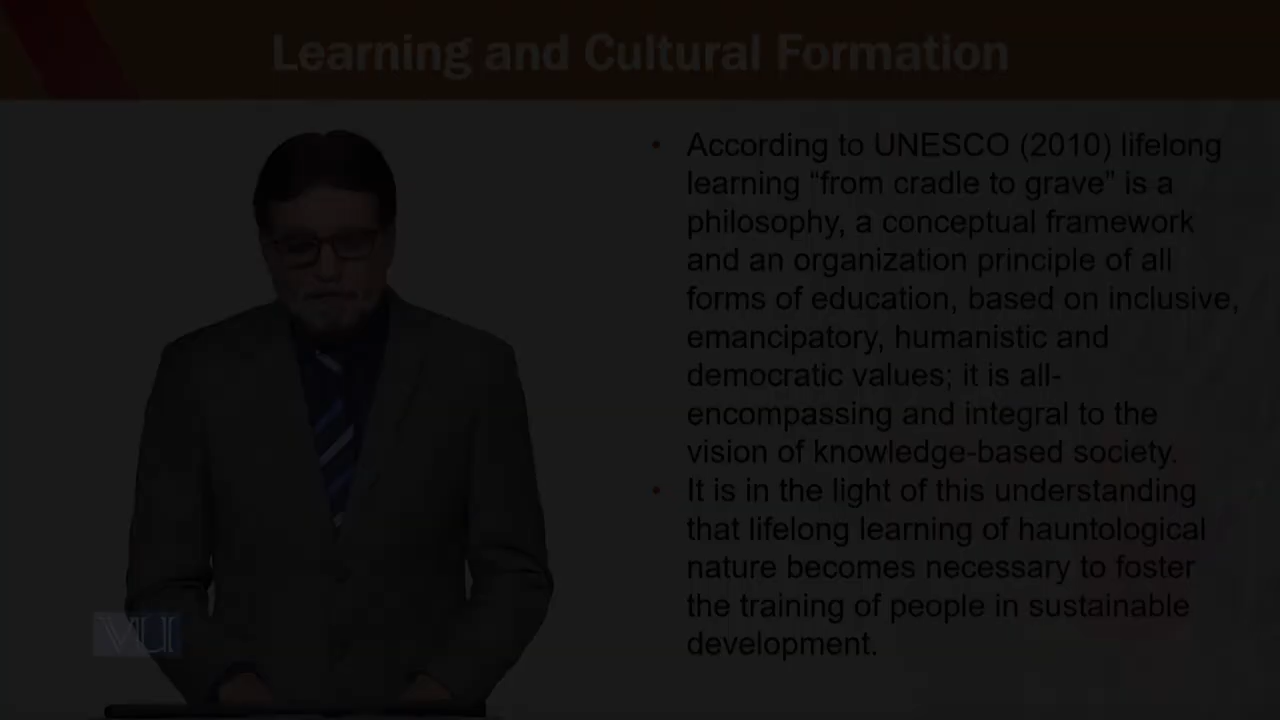 Learning and Cultural Formation
• According to UNESCO (2010) lifelong
learning “from cradle to grave” is a
philosophy, a conceptual framework
and an organization principle of all
forms of education, based on inclusive,
emancipatory, humanistic and
democratic values; it is all-
encompassing and integral to the
vision of knowledge-based society.
• It is in the light of this understanding
that lifelong learning of hauntological
nature becomes necessary to foster
the training of people in sustainable
development.
VU